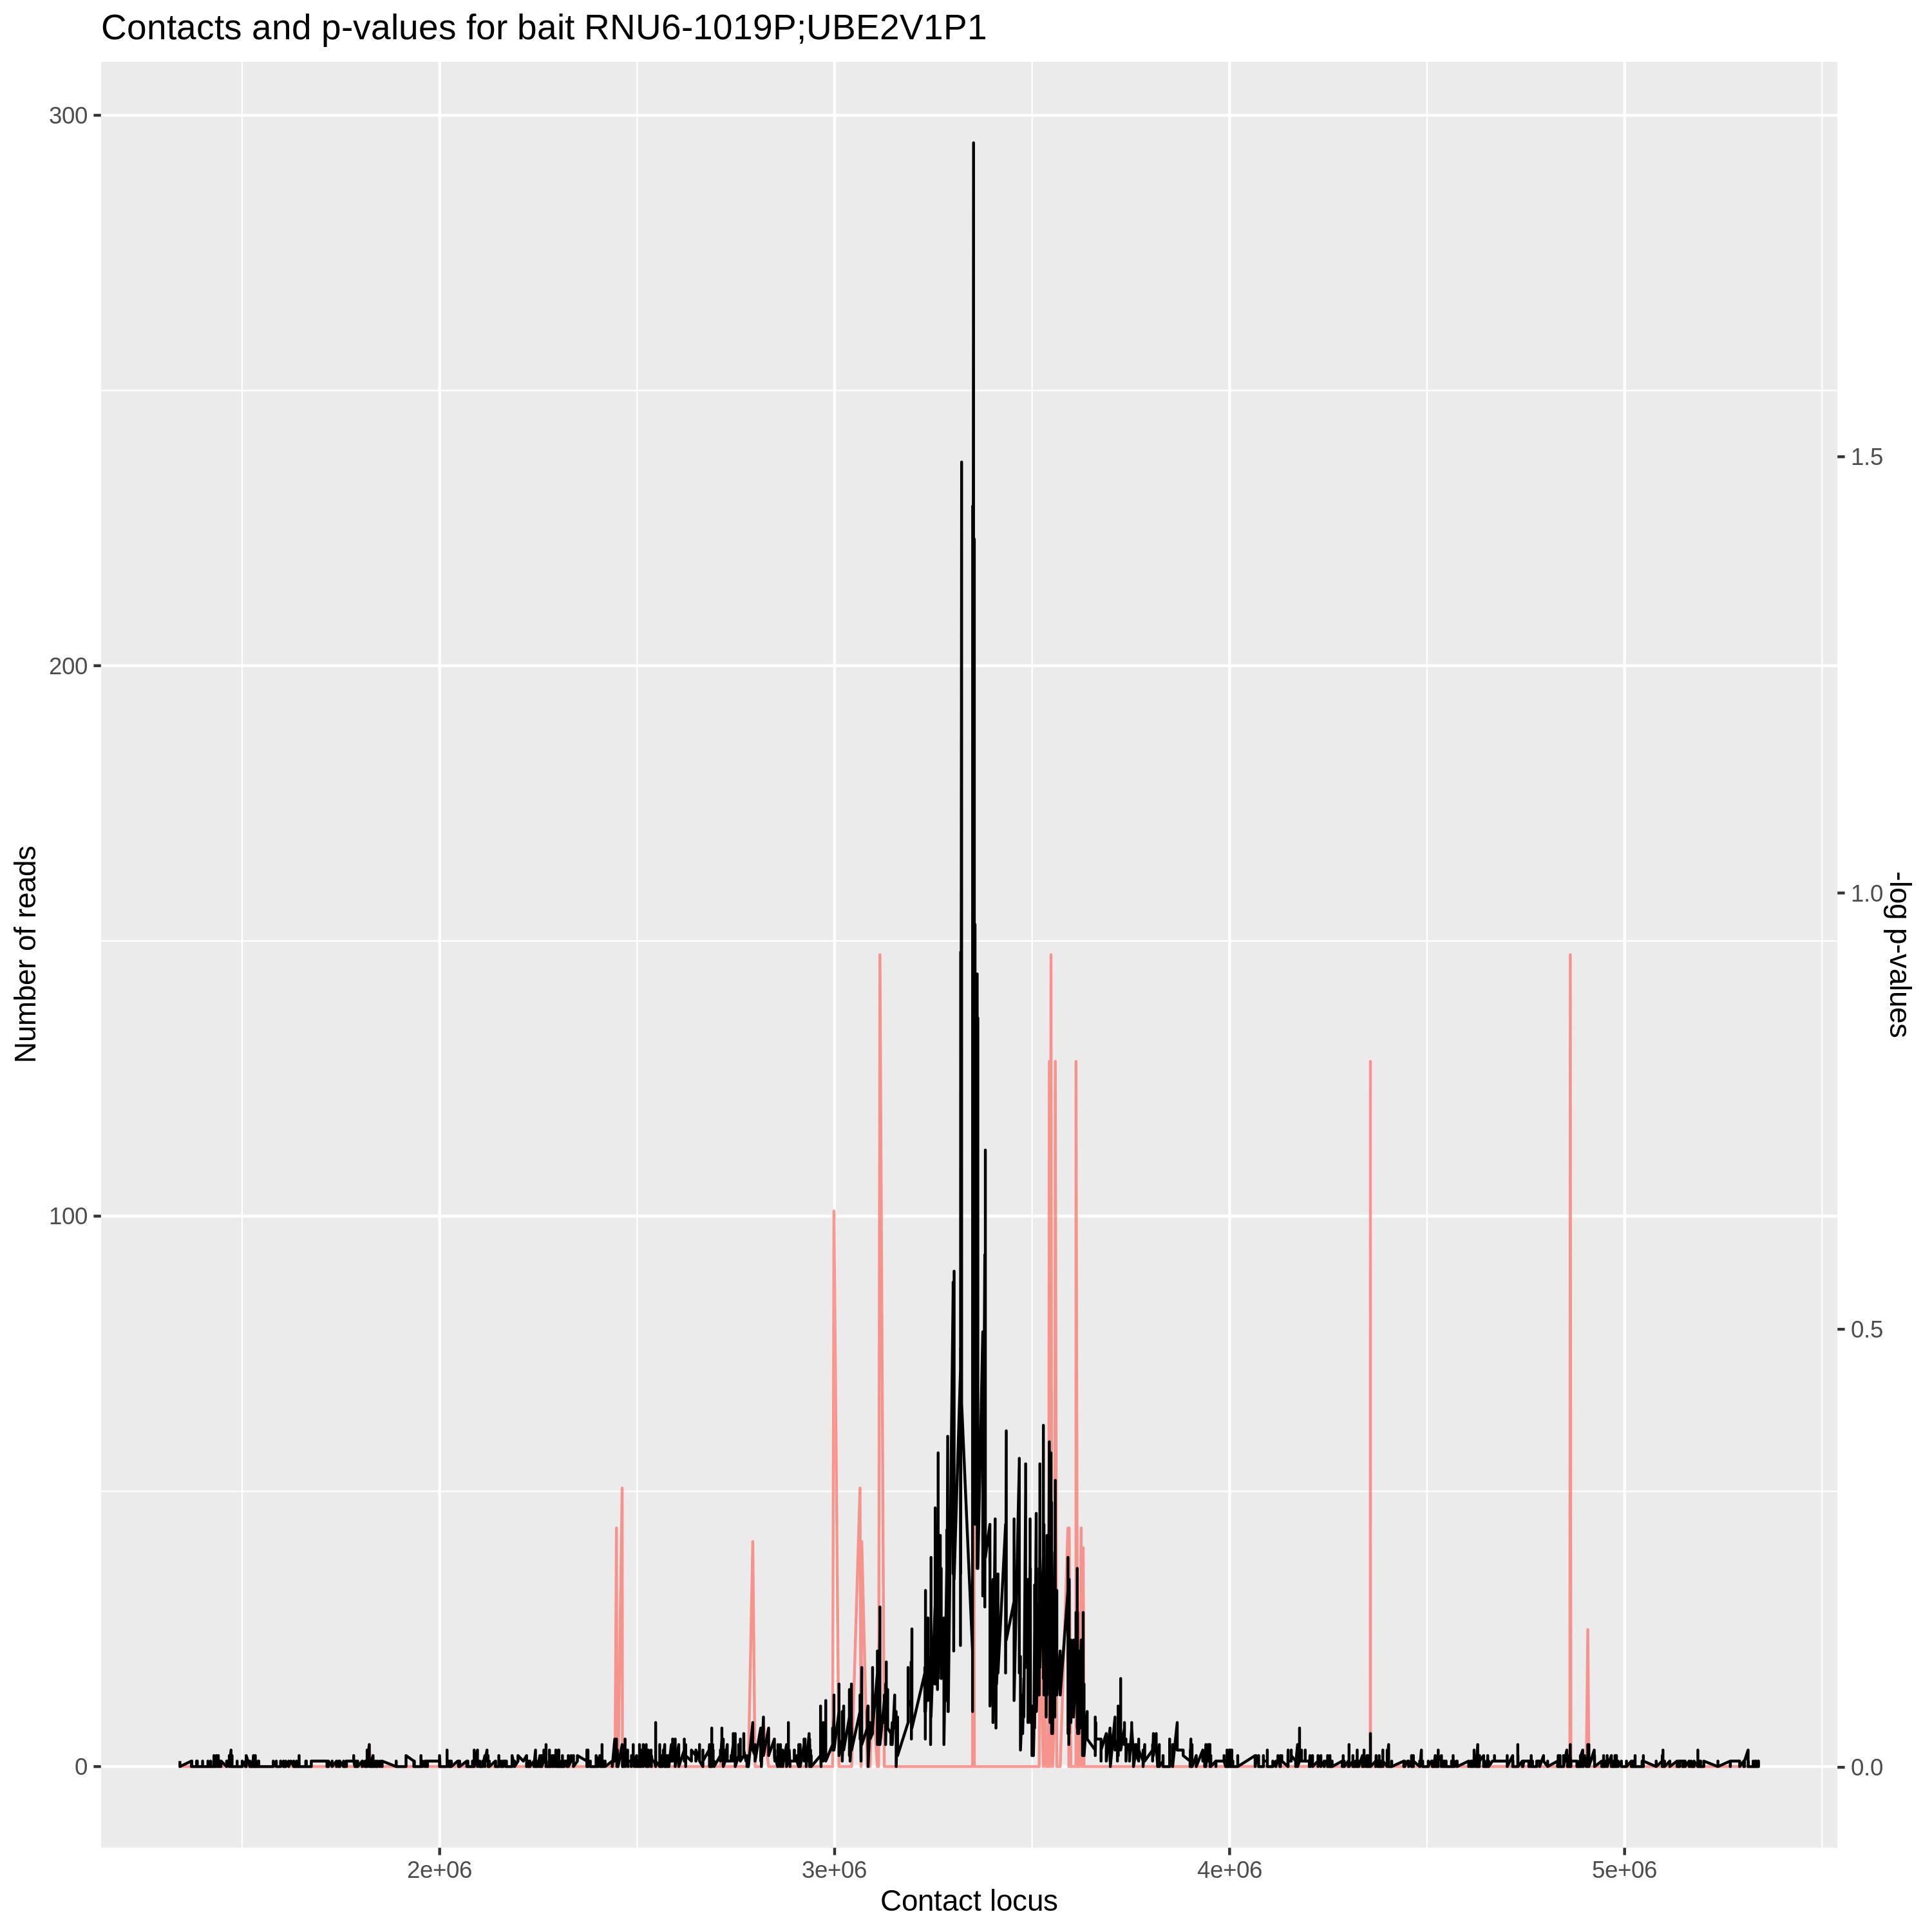 Contacts and p-values for bait RNU6-1019P;UBE2V1P1
300
200
100
0
Number of reads
1.5
1.0
0.5
0.0
-log p-values
2e+06 3e+06 4e+06 5e+06
Contact locus